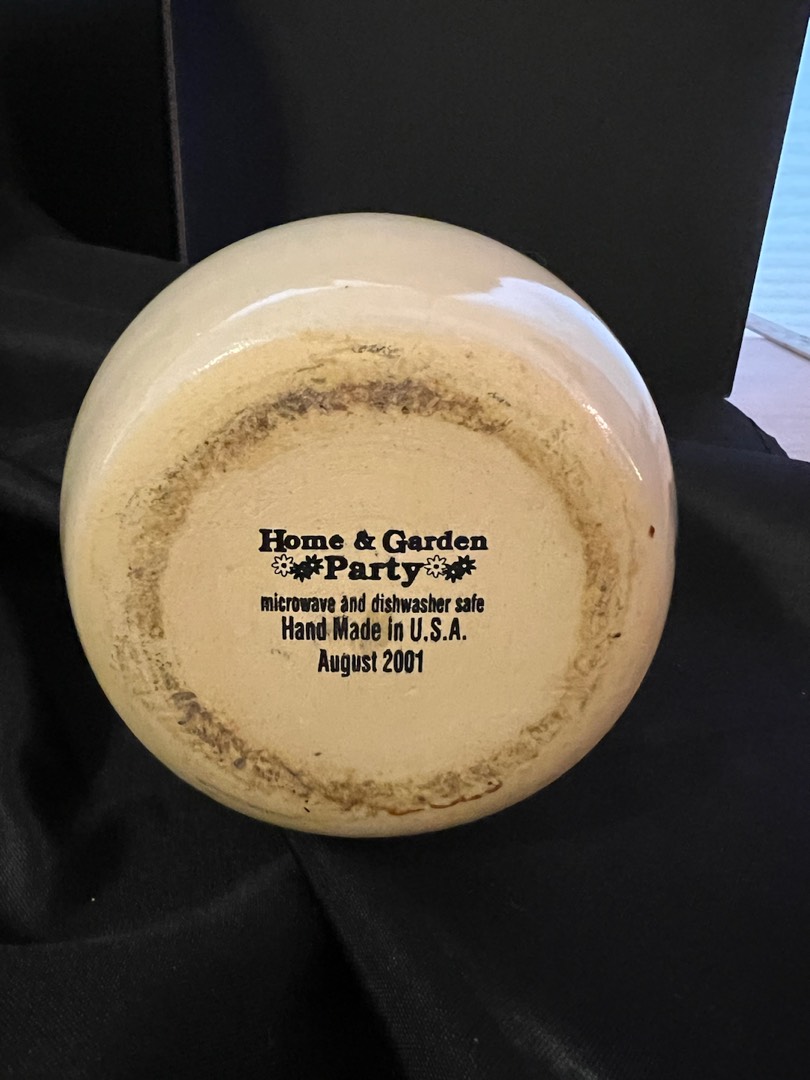 Home & Garden
Party
microwave and dishwasher safe
Hand Made in U.S.A.
August 2001